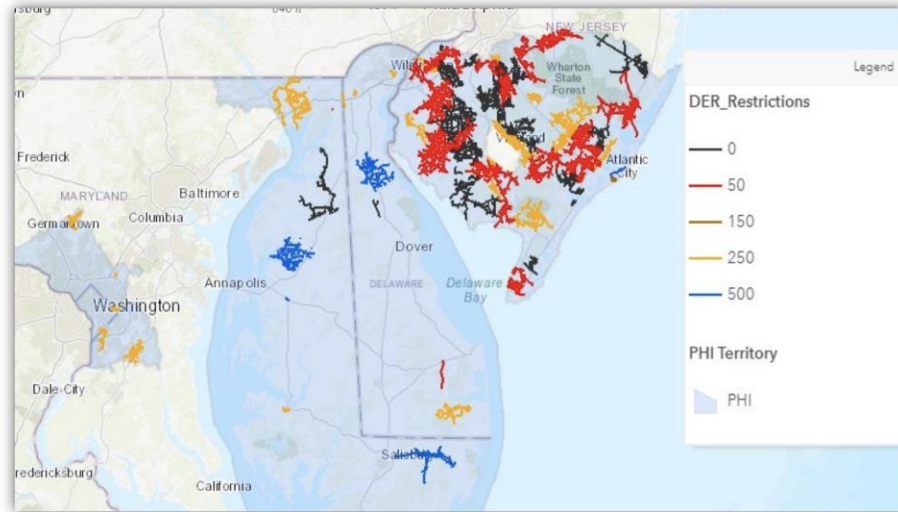 NEW JERSEY
Wharton
State
Forest
Legend
DER_Restrictions
0
50
150
250
500
PHI Territory
PHI
Frederick
MARYLAND
Baltimore
Germantown
Columbia
Atlantic
City
Dover
Annapolis
DELAWARE
Delaware
Bay
Washington
Dale City
redericksburg
California